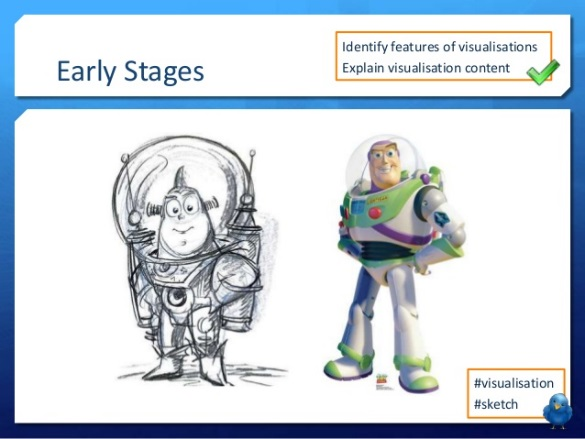 Early Stages
Identify features of visualisations
Explain visualisation content
#visualisation
#sketch